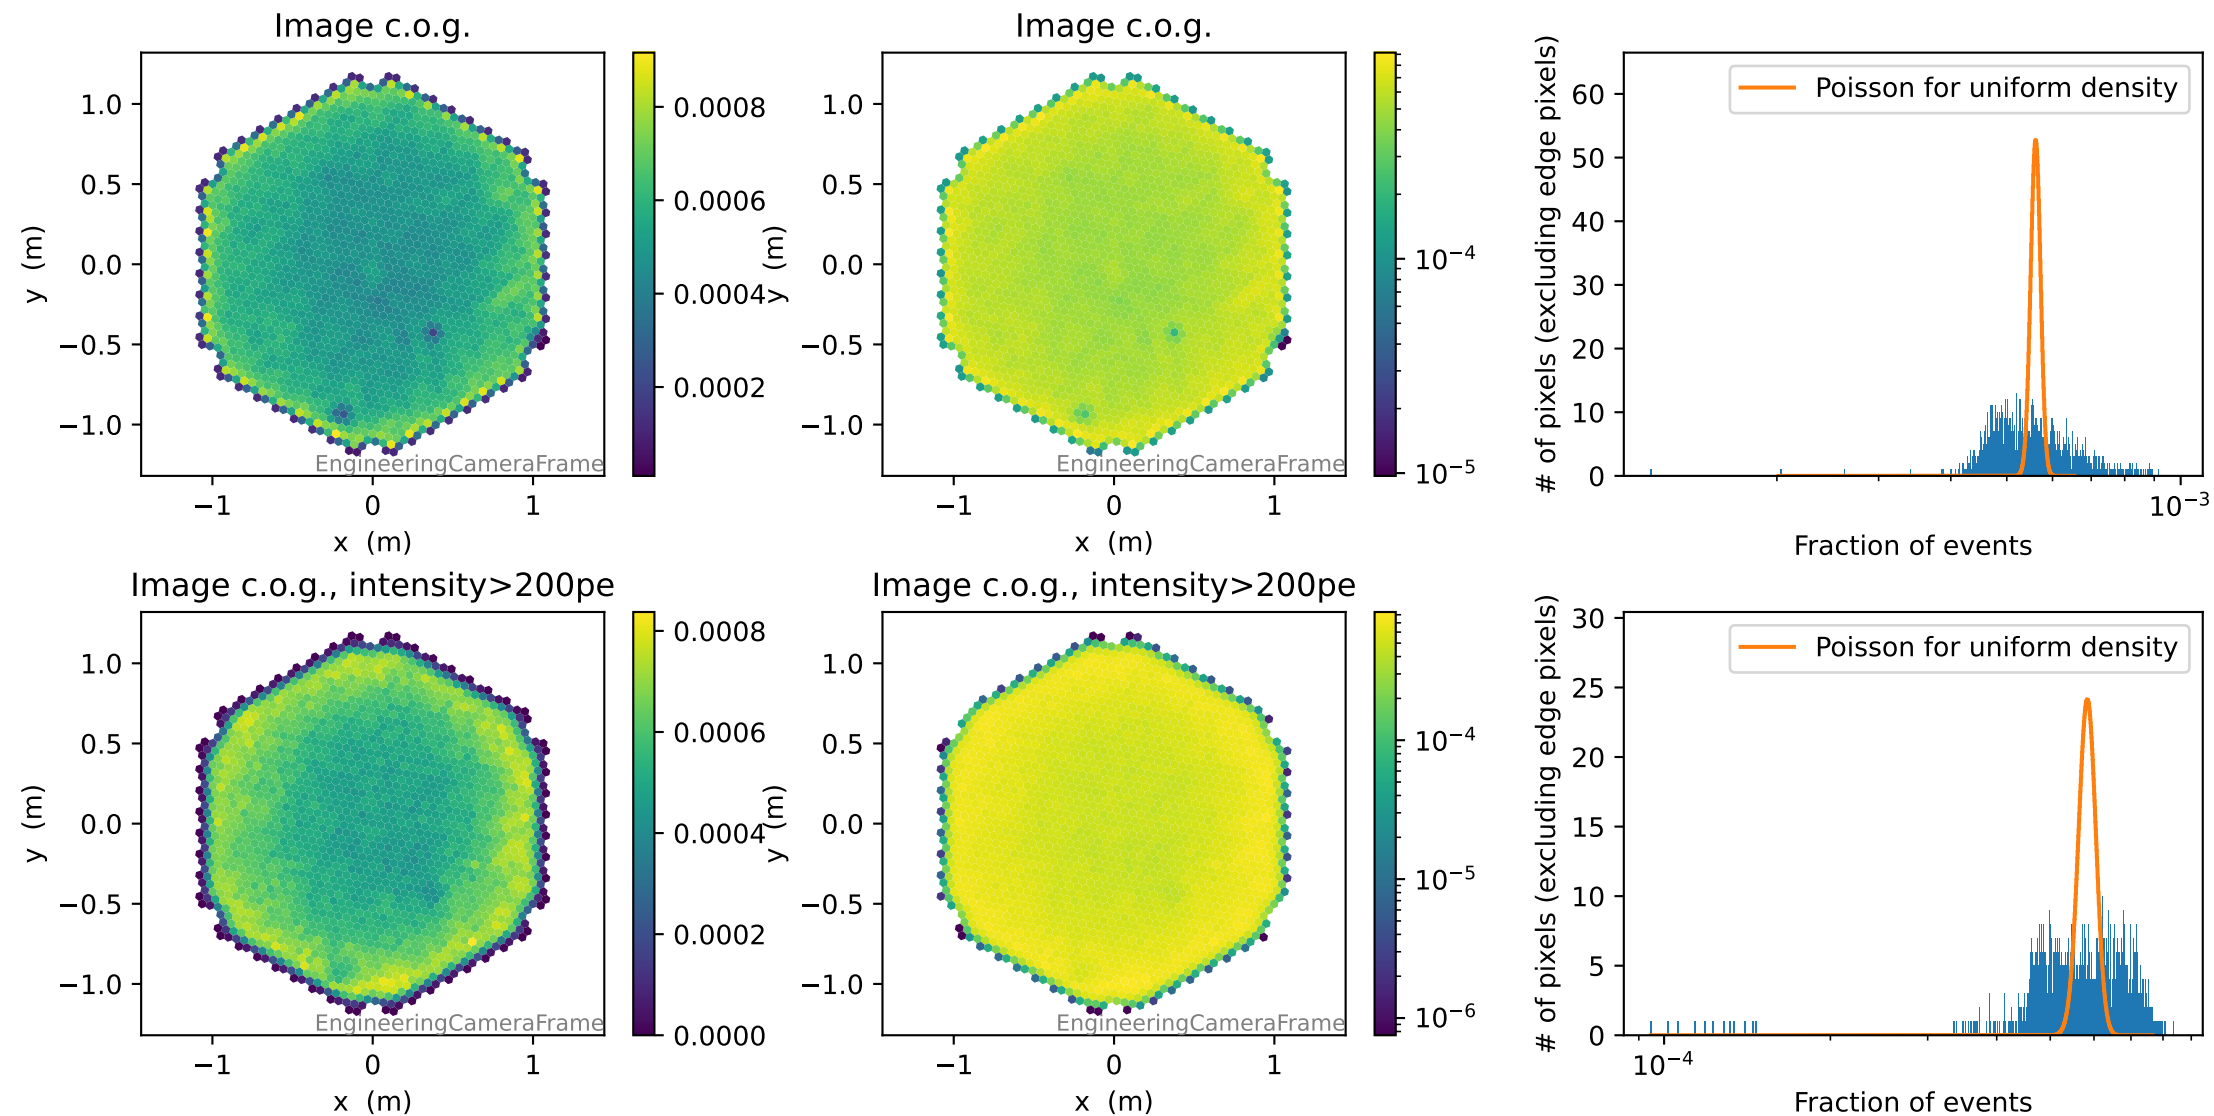 Image c.o.g.
1.0
0.5
0.0
−0.5
−1.0
y (m)
−1
0
1
x (m)
EngineeringCameraFrame
0.0008
0.0006
0.0004
0.0002
Image c.o.g.
1.0
0.5
0.0
−0.5
−1.0
y (m)
−1
0
1
x (m)
EngineeringCameraFrame
10⁻⁴
10⁻⁵
# of pixels (excluding edge pixels)
60
50
40
30
20
10
0
Poisson for uniform density
10⁻³
Fraction of events
Image c.o.g., intensity>200pe
1.0
0.5
0.0
−0.5
−1.0
y (m)
−1
0
1
x (m)
EngineeringCameraFrame
0.0008
0.0006
0.0004
0.0002
0.0000
Image c.o.g., intensity>200pe
1.0
0.5
0.0
−0.5
−1.0
y (m)
−1
0
1
x (m)
EngineeringCameraFrame
10⁻⁴
10⁻⁵
10⁻⁶
# of pixels (excluding edge pixels)
30
25
20
15
10
5
0
Poisson for uniform density
10⁻⁴
Fraction of events